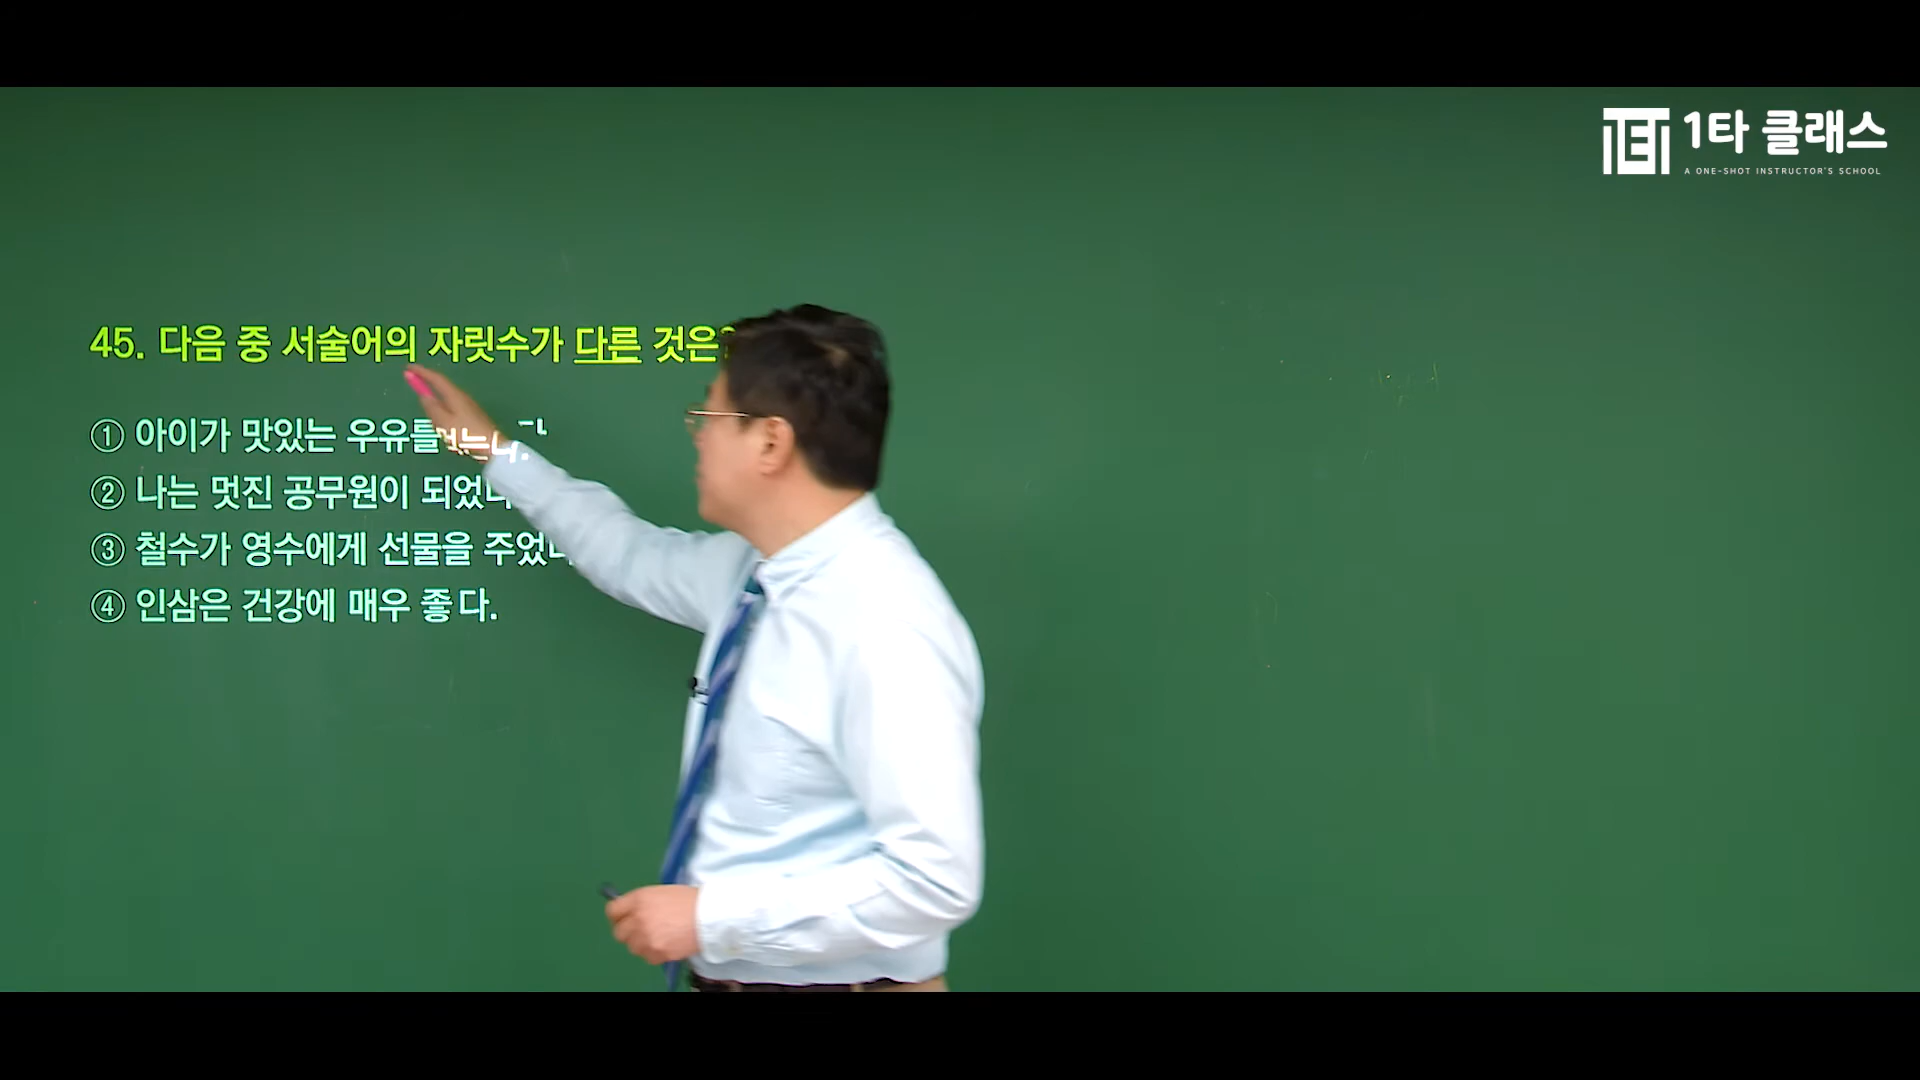 1타 클래스
A ONE-SHOT INSTRUCTOR'S SCHOOL
45. 다음 중 서술어의 자릿수가 다른 것은?
① 아이가 맛있는 우유를
② 나는 멋진 공무원이 되었다
③ 철수가 영수에게 선물을 주었다
④ 인삼은 건강에 매우 좋다.